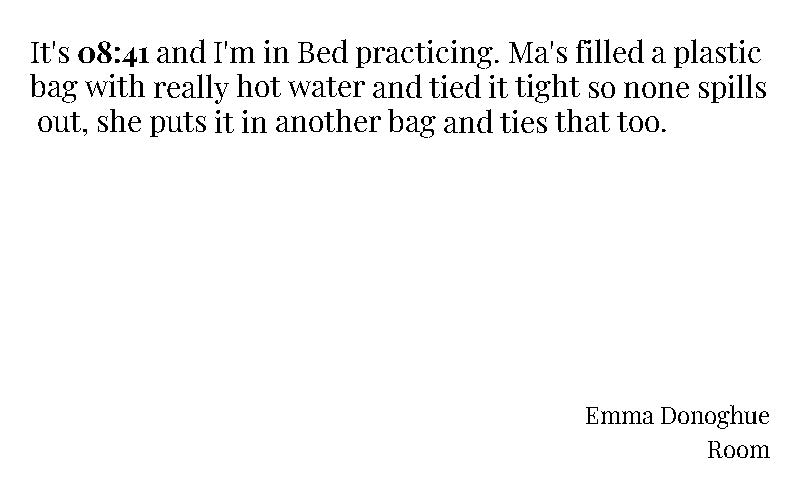 It's 08:41 and I'm in Bed practicing. Ma's filled a plastic
bag with really hot water and tied it tight so none spills
out, she puts it in another bag and ties that too.
Emma Donoghue
Room